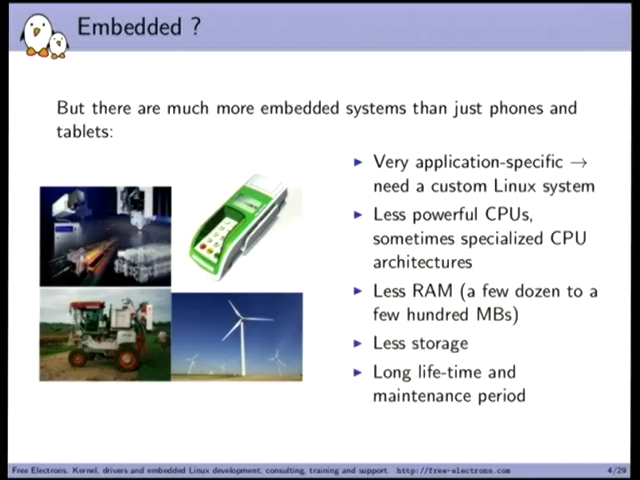 Embedded ?
But there are much more embedded systems than just phones and
tablets:
▶ Very application-specific →
need a custom Linux system
▶ Less powerful CPUs,
sometimes specialized CPU
architectures
▶ Less RAM (a few dozen to a
few hundred MBs)
▶ Less storage
▶ Long life-time and
maintenance period
Free Electrons. Kernel, drivers and embedded Linux development, consulting, training and support. http://free-electrons.com
4/29